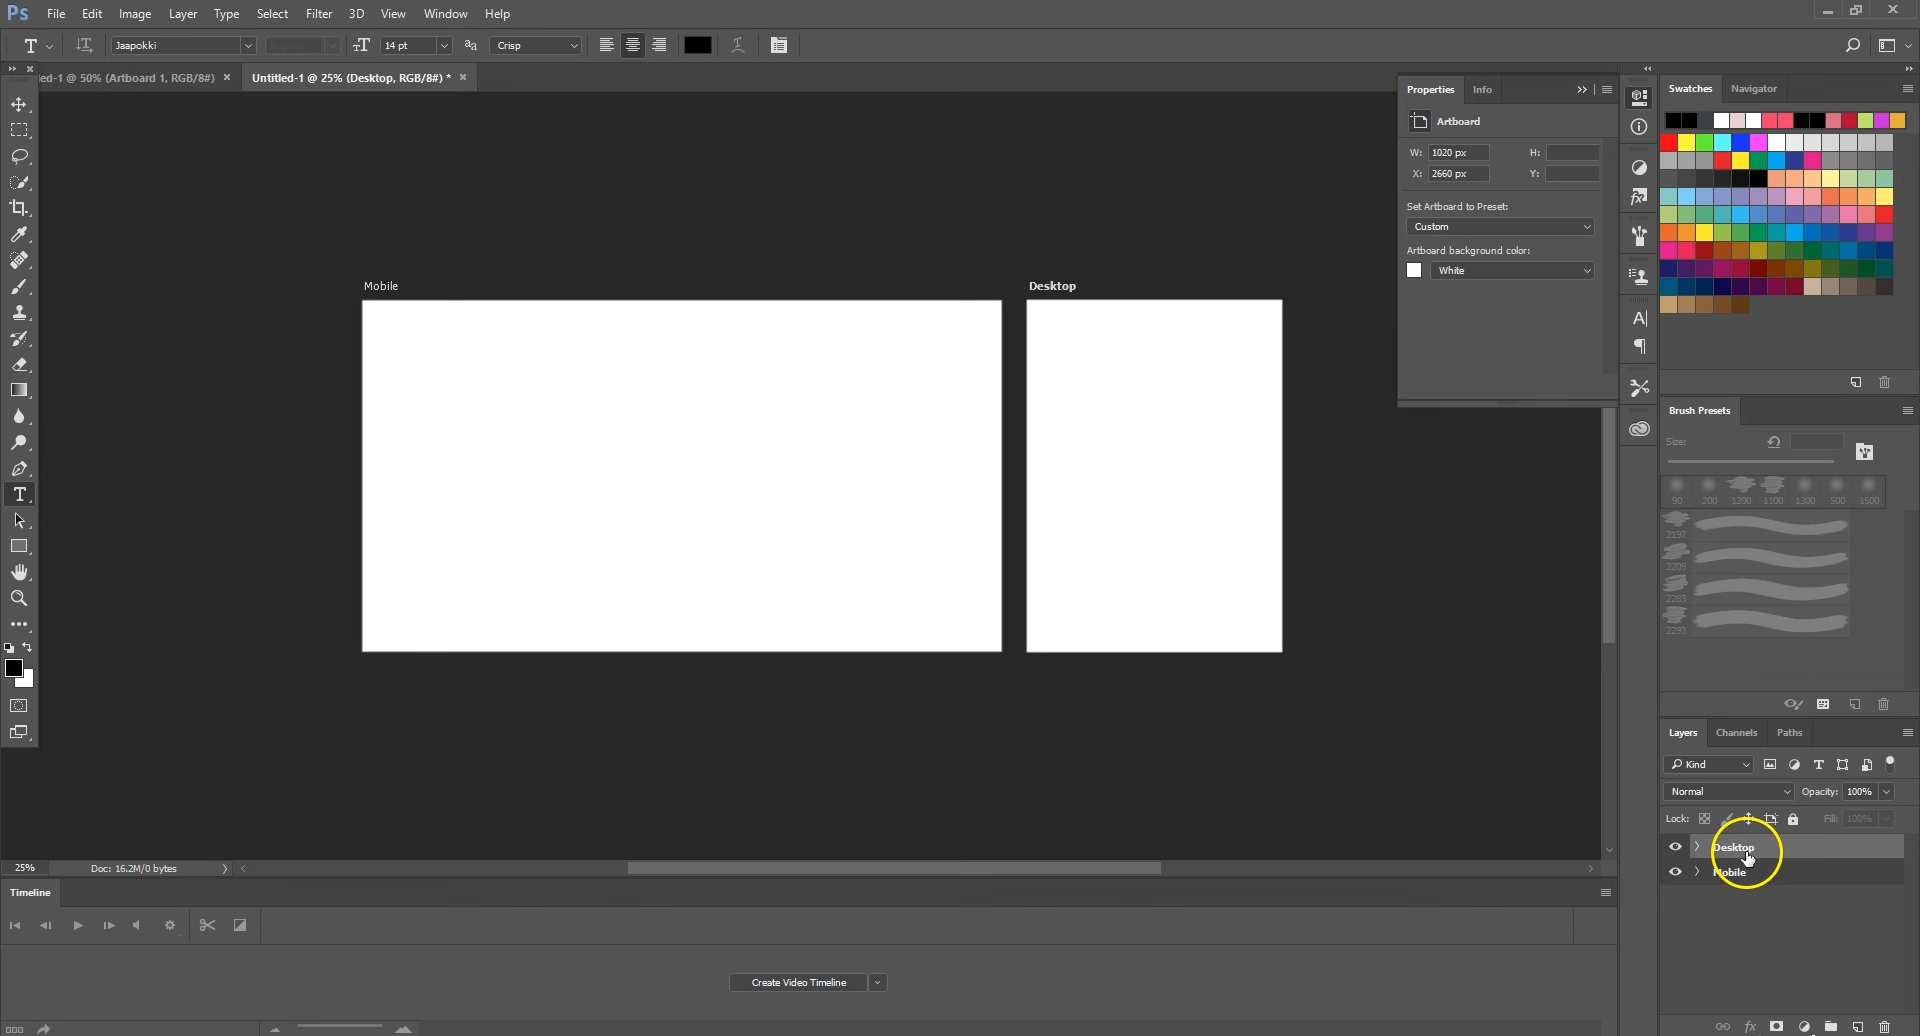 Ps File Edit Image Layer Type Select Filter 3D View Window Help
T Jaapokki 14 pt aa Crisp
led-1 @ 50% (Artboard 1, RGB/8#) × Untitled-1 @ 25% (Desktop, RGB/8#) * ×
Properties Info
Artboard
W: 1020 px H:
X: 2660 px Y:
Set Artboard to Preset:
Custom
Artboard background color:
White
Swatches Navigator
Mobile
Desktop
Brush Presets
Size:
90 200 1200 1100 1300 500 1500
2197
2209
2283
2293
Layers Channels Paths
Kind
Normal Opacity: 100%
Lock: Fill: 100%
Desktop
Mobile
25% Doc: 16.2M/0 bytes
Timeline
Create Video Timeline